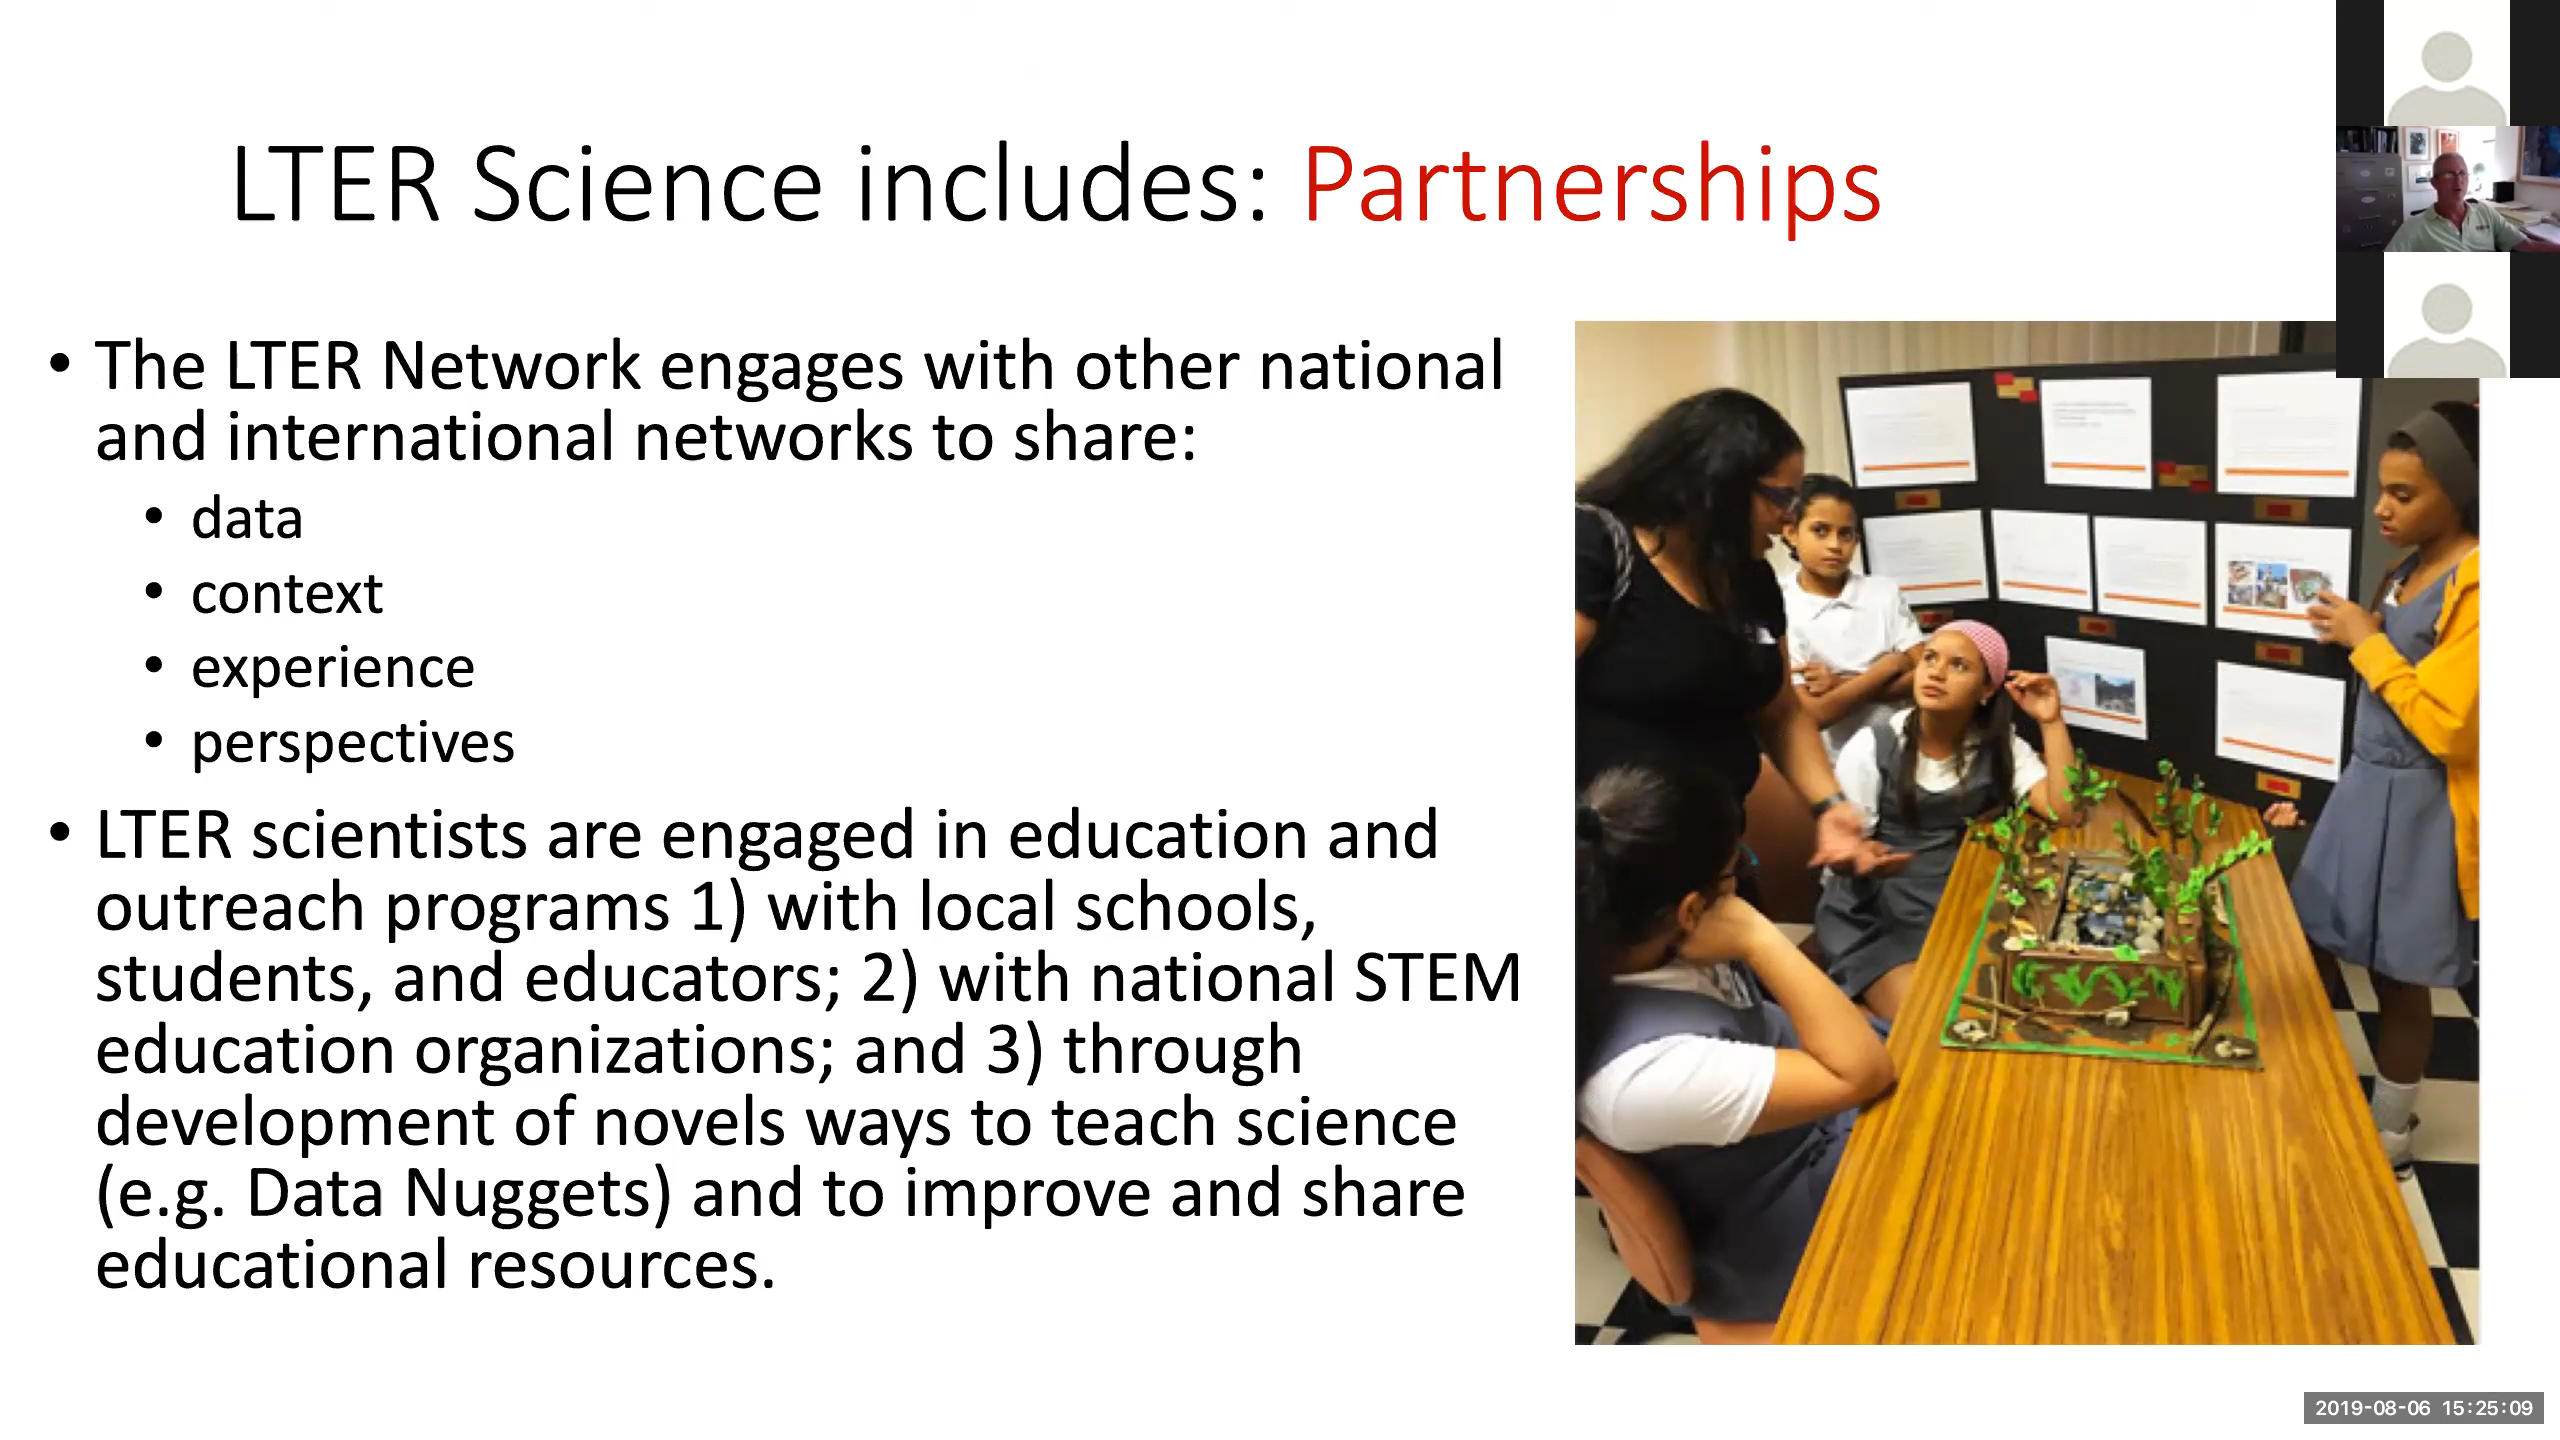 LTER Science includes: Partnerships
• The LTER Network engages with other national
and international networks to share:
• data
• context
• experience
• perspectives
• LTER scientists are engaged in education and
outreach programs 1) with local schools,
students, and educators; 2) with national STEM
education organizations; and 3) through
development of novels ways to teach science
(e.g. Data Nuggets) and to improve and share
educational resources.
2019-08-06 15:25:09